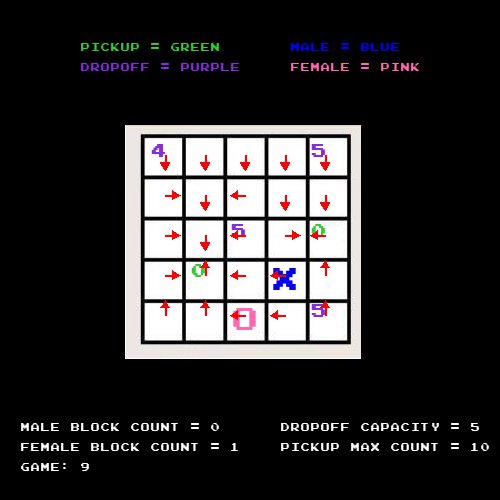 PICKUP = GREEN MALE = BLUE
DROPOFF = PURPLE FEMALE = PINK
4 5
5 0
0 X
0 5
MALE BLOCK COUNT = 0 DROPOFF CAPACITY = 5
FEMALE BLOCK COUNT = 1 PICKUP MAX COUNT = 10
GAME: 9